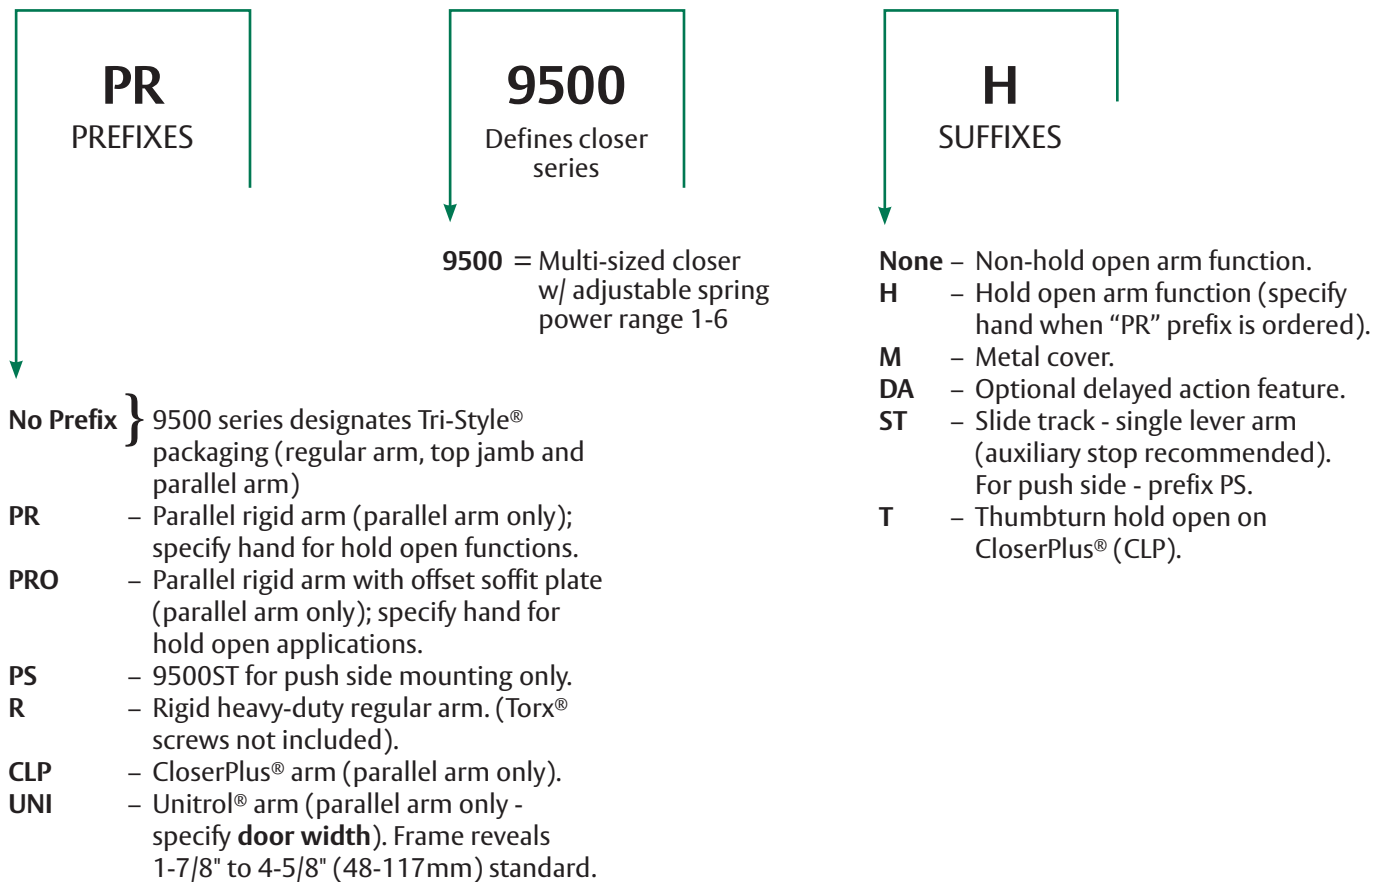 PR
PREFIXES
9500
Defines closer
series
H
SUFFIXES
9500 = Multi-sized closer
w/ adjustable spring
power range 1-6
No Prefix } 9500 series designates Tri-Style®
packaging (regular arm, top jamb and
parallel arm)
PR – Parallel rigid arm (parallel arm only);
specify hand for hold open functions.
PRO – Parallel rigid arm with offset soffit plate
(parallel arm only); specify hand for
hold open applications.
PS – 9500ST for push side mounting only.
R – Rigid heavy-duty regular arm. (Torx®
screws not included).
CLP – CloserPlus® arm (parallel arm only).
UNI – Unitrol® arm (parallel arm only -
specify door width). Frame reveals
1-7/8" to 4-5/8" (48-117mm) standard.
None – Non-hold open arm function.
H – Hold open arm function (specify
hand when “PR” prefix is ordered).
M – Metal cover.
DA – Optional delayed action feature.
ST – Slide track - single lever arm
(auxiliary stop recommended).
For push side - prefix PS.
T – Thumbturn hold open on
CloserPlus® (CLP).